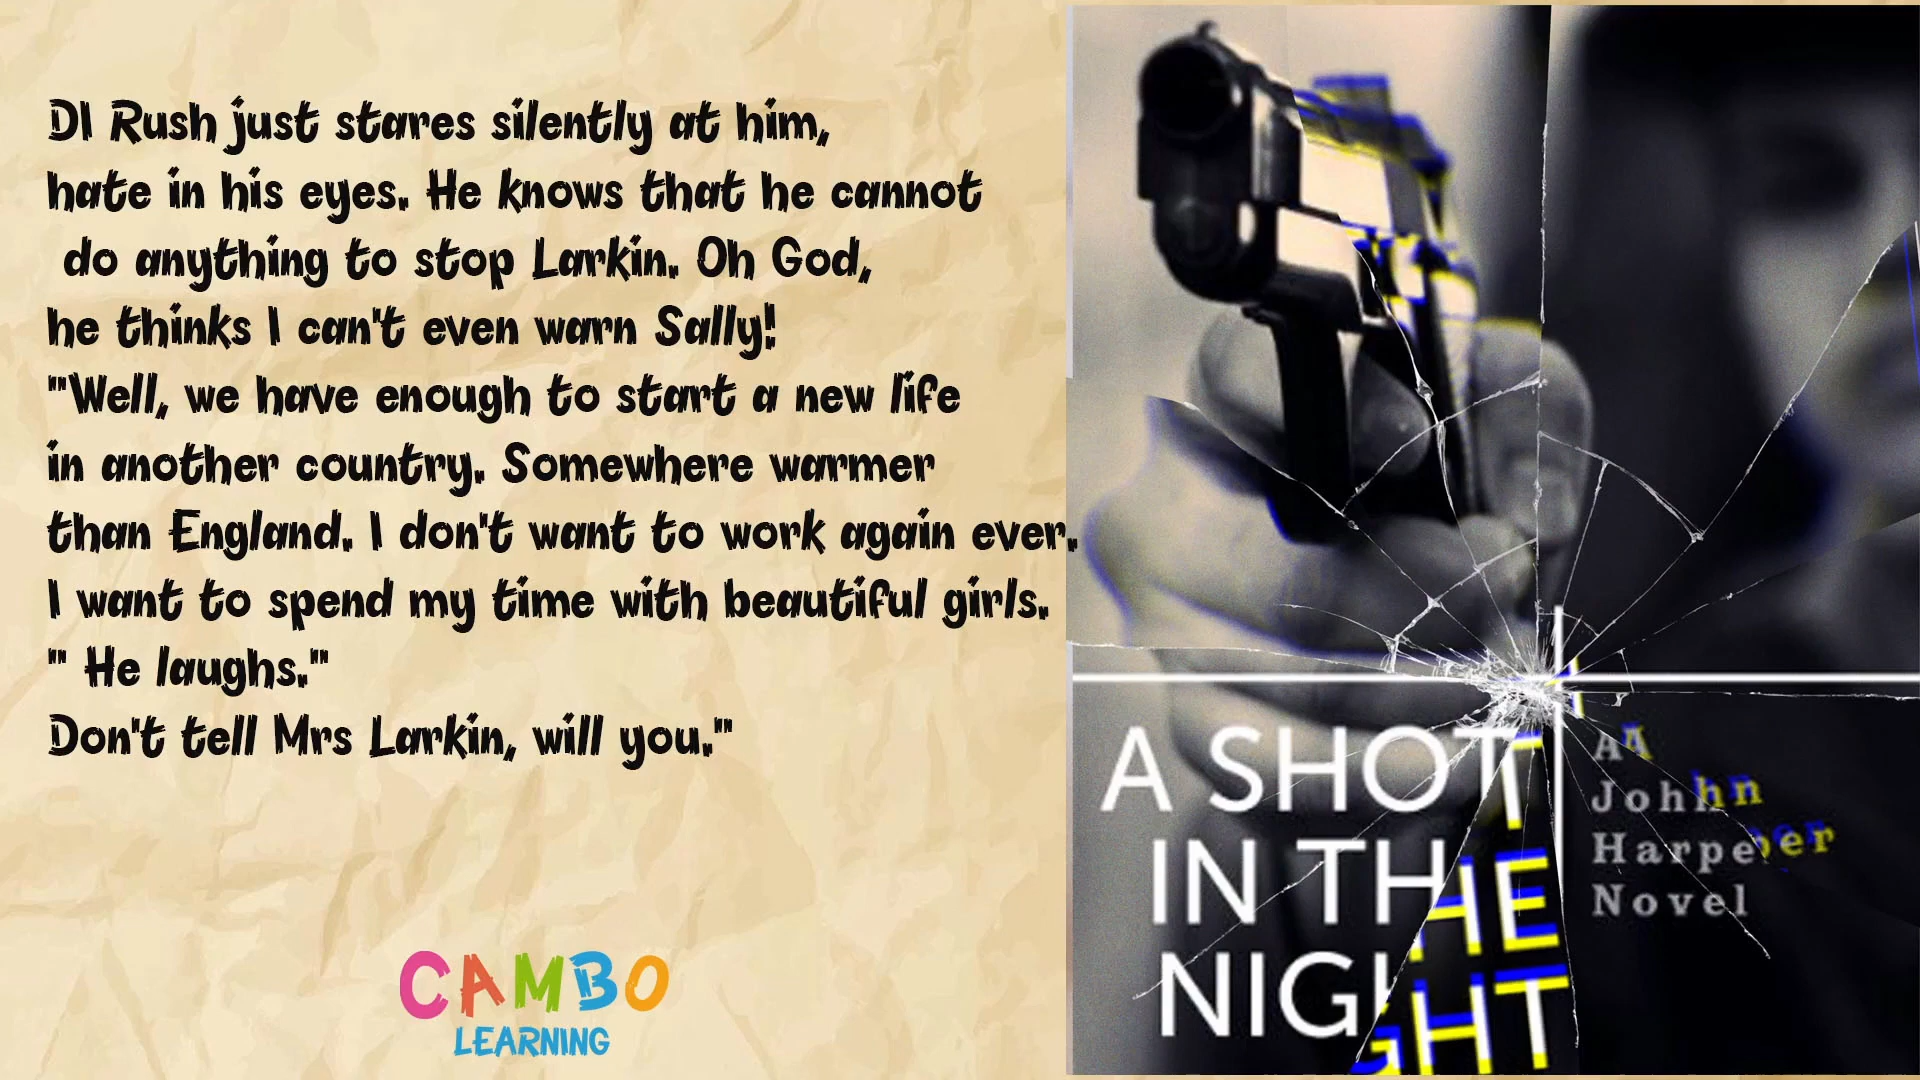 DI Rush just stares silently at him,
hate in his eyes. He knows that he cannot
do anything to stop Larkin. Oh God,
he thinks I can't even warn Sally!
"'Well, we have enough to start a new life
in another country. Somewhere warmer
than England. I don't want to work again ever.
I want to spend my time with beautiful girls.
"' He laughs."'
Don't tell Mrs Larkin, will you."'
CAMBO
LEARNING
A SHOT
IN THE
NIGHT
A
John
Harper
Novel